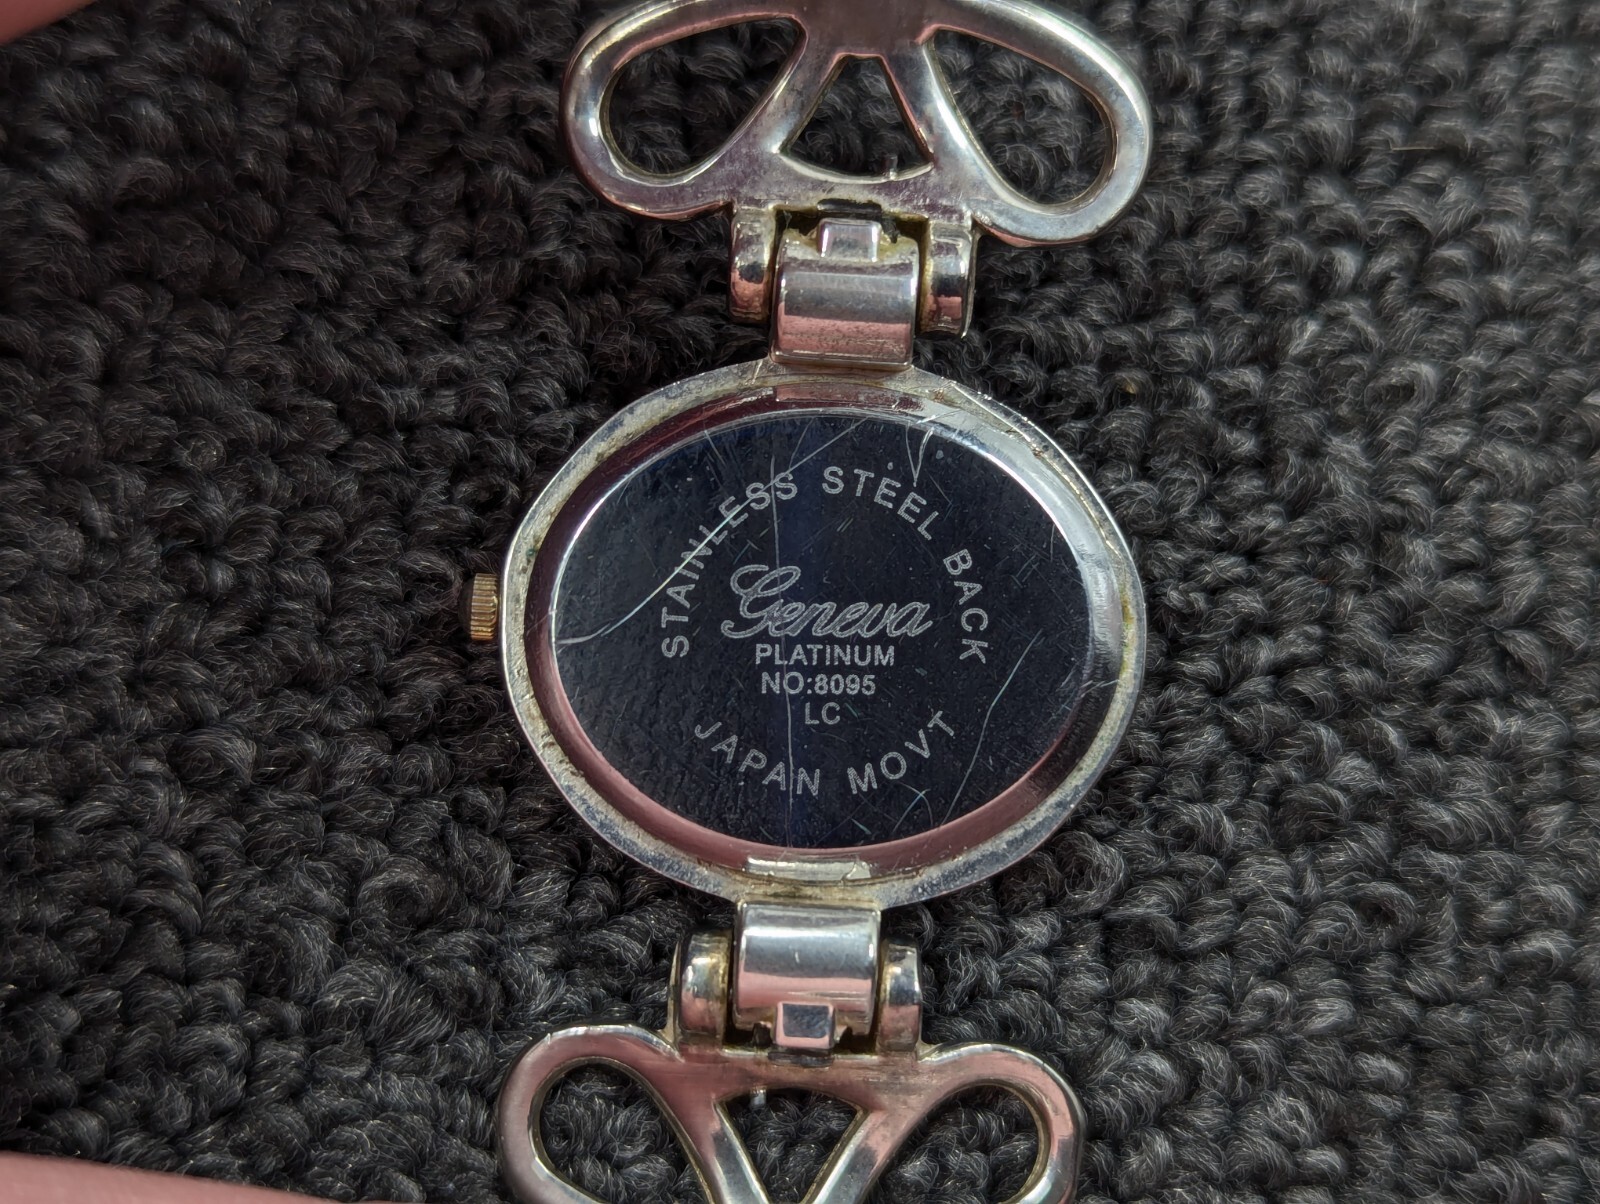 STAINLESS STEEL BACK
Geneva
PLATINUM
NO:8095
LC
JAPAN MOVT